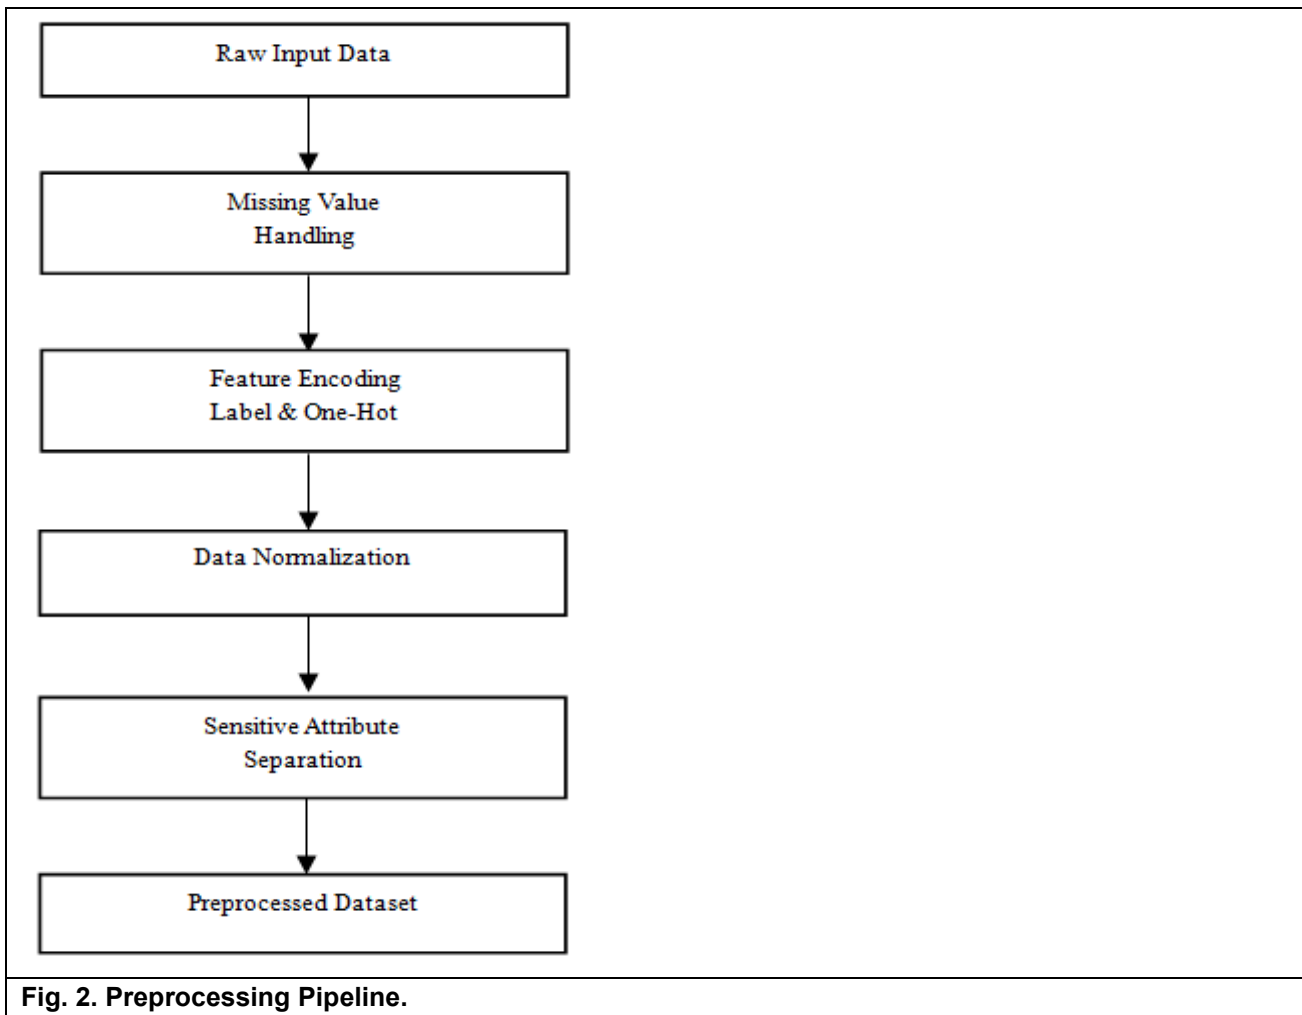 Raw Input Data
Missing Value
Handling
Feature Encoding
Label & One-Hot
Data Normalization
Sensitive Attribute
Separation
Preprocessed Dataset
Fig. 2. Preprocessing Pipeline.